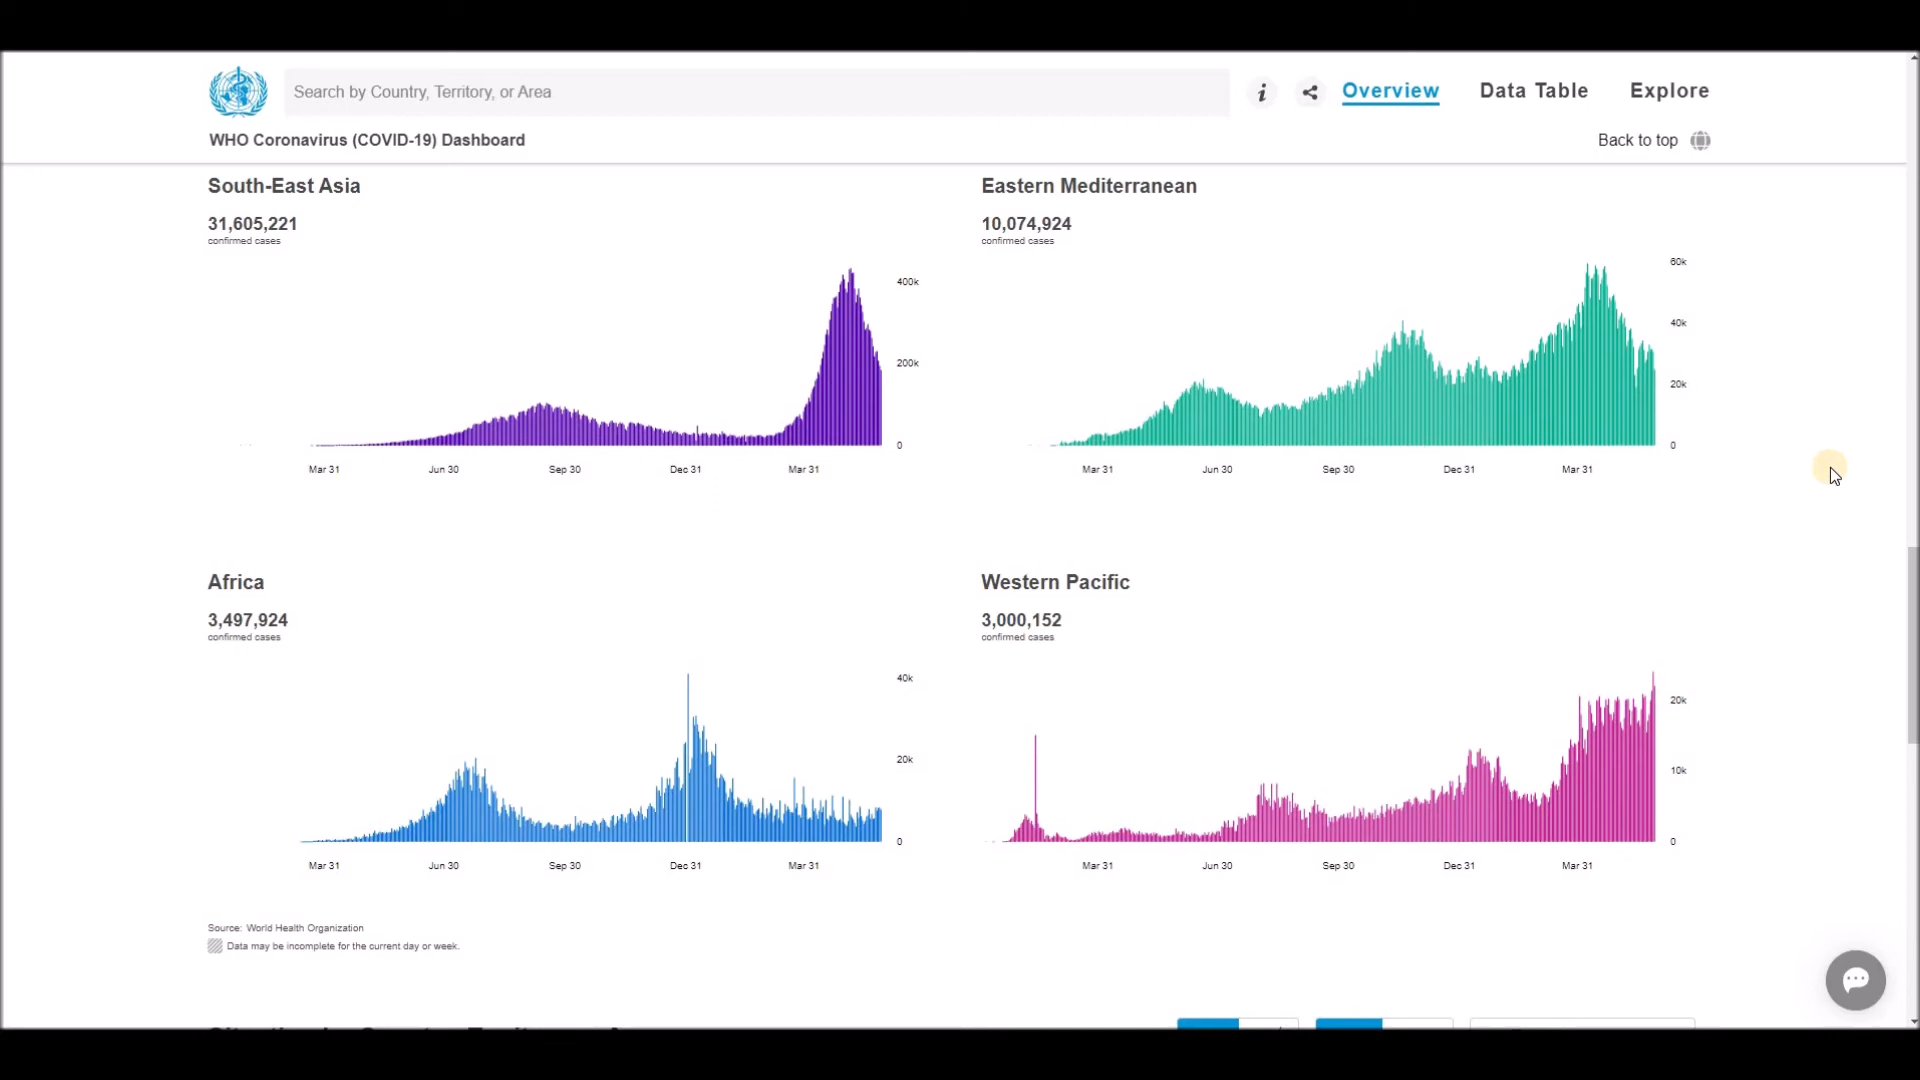 Search by Country, Territory, or Area
i
Overview
Data Table
Explore
WHO Coronavirus (COVID-19) Dashboard
Back to top
South-East Asia
31,605,221
confirmed cases
400k
200k
0
Mar 31 Jun 30 Sep 30 Dec 31 Mar 31
Eastern Mediterranean
10,074,924
confirmed cases
60k
40k
20k
0
Mar 31 Jun 30 Sep 30 Dec 31 Mar 31
Africa
3,497,924
confirmed cases
40k
20k
0
Mar 31 Jun 30 Sep 30 Dec 31 Mar 31
Western Pacific
3,000,152
confirmed cases
20k
10k
0
Mar 31 Jun 30 Sep 30 Dec 31 Mar 31
Source: World Health Organization
Data may be incomplete for the current day or week.